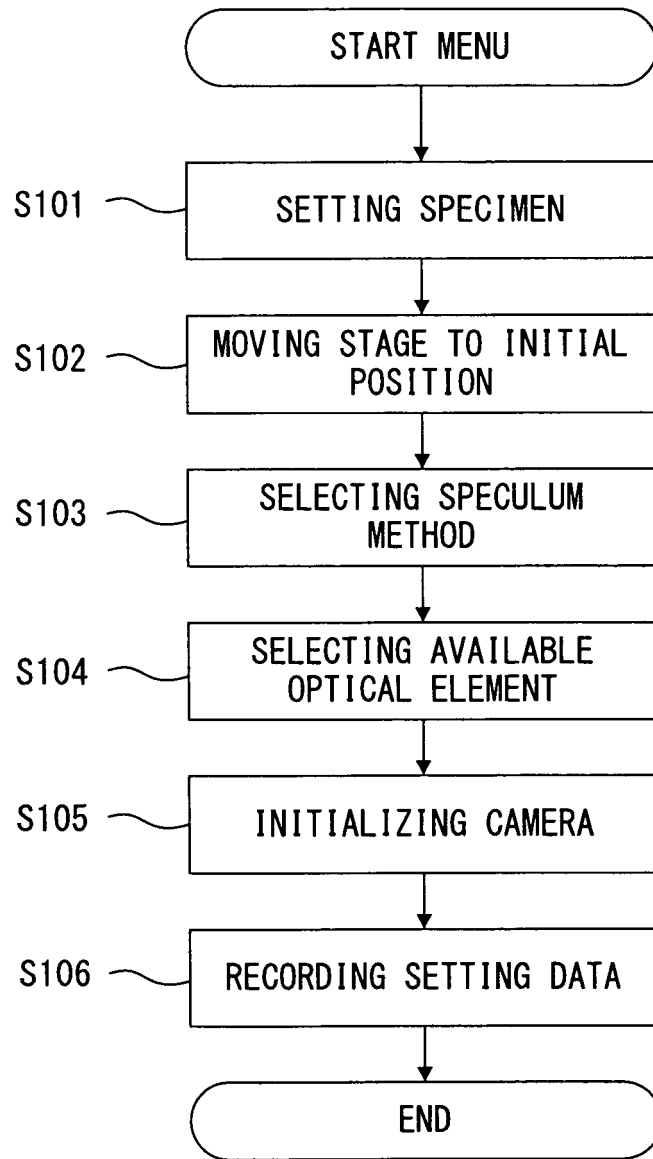 START MENU
S101
SETTING SPECIMEN
S102
MOVING STAGE TO INITIAL
POSITION
S103
SELECTING SPECULUM
METHOD
S104
SELECTING AVAILABLE
OPTICAL ELEMENT
S105
INITIALIZING CAMERA
S106
RECORDING SETTING DATA
END